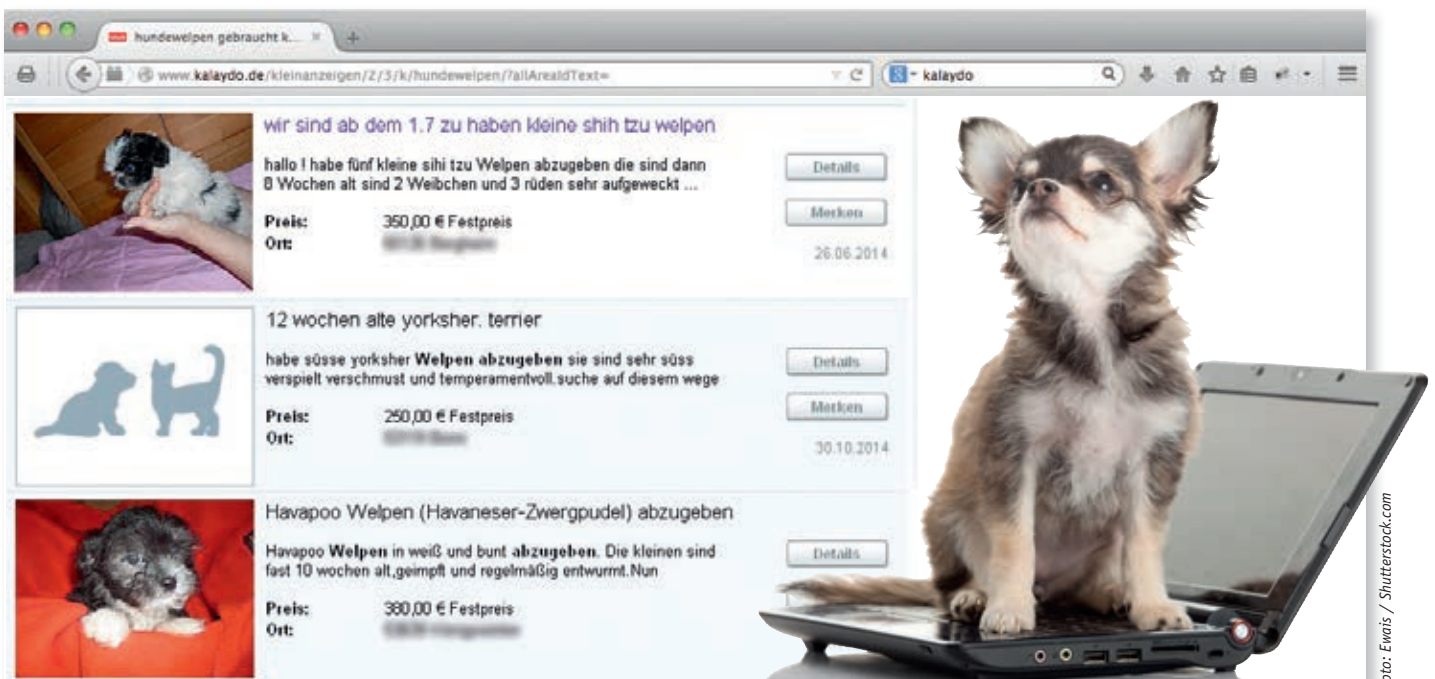 hundewelpen gebraucht k...
www.kalaydo.de/kleinanzeigen/2/3/k/hundewelpen/?allAreaIdText=
kalaydo
wir sind ab dem 1.7 zu haben kleine shih tzu welpen
hallo ! habe fünf kleine sihi tzu Welpen abzugeben die sind dann
8 Wochen alt sind 2 Weibchen und 3 rüden sehr aufgeweckt ...
Preis: 350,00 € Festpreis
Ort:
Details
Merken
26.06.2014
12 wochen alte yorksher. terrier
habe süsse yorksher Welpen abzugeben sie sind sehr süss
verspielt verschmust und temperamentvoll.suche auf diesem wege
Preis: 250,00 € Festpreis
Ort:
Details
Merken
30.10.2014
Havapoo Welpen (Havaneser-Zwergpudel) abzugeben
Havapoo Welpen in weiß und bunt abzugeben. Die kleinen sind
fast 10 wochen alt,geimpft und regelmäßig entwurmt.Nun
Preis: 380,00 € Festpreis
Ort:
Details
oto: Ewais / Shutterstock.com